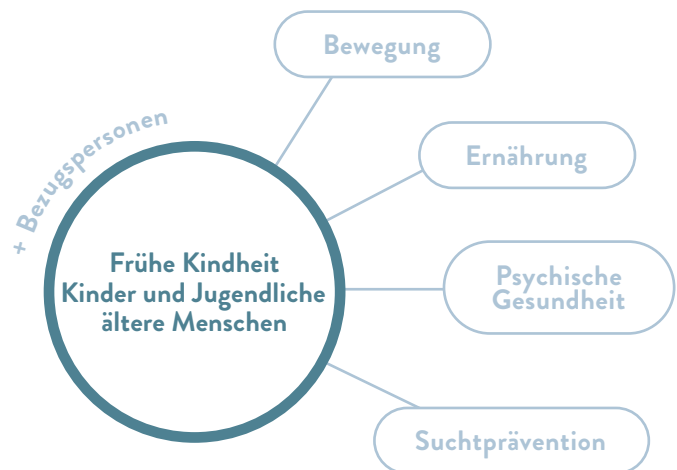 Bewegung
+ Bezugspersonen
Ernährung
Frühe Kindheit
Kinder und Jugendliche
ältere Menschen
Psychische
Gesundheit
Suchtprävention